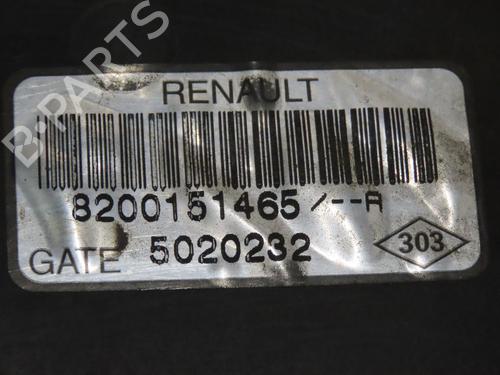 B-PARTS
RENAULT
8200151465/--A
GATE 5020232
303